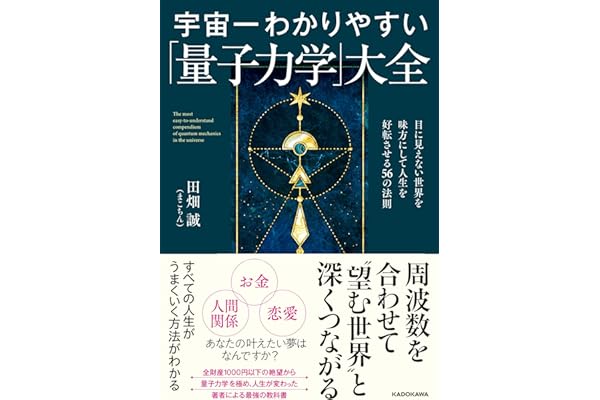 宇宙一わかりやすい
「量子力学」大全
The most
easy-to-understand
compendium
of quantum mechanics
in the universe
目に見えない世界を
味方にして人生を
好転させる56の法則
田畑 誠
(まこちん)
周波数を
合わせて
“望む世界”と
深くつながる
お金
人間
関係
恋愛
あなたの叶えたい夢は
なんですか?
すべての人生が
うまくいく方法がわかる
全財産1000円以下の絶望から
量子力学を極め、人生が変わった
著者による最強の教科書
KADOKAWA